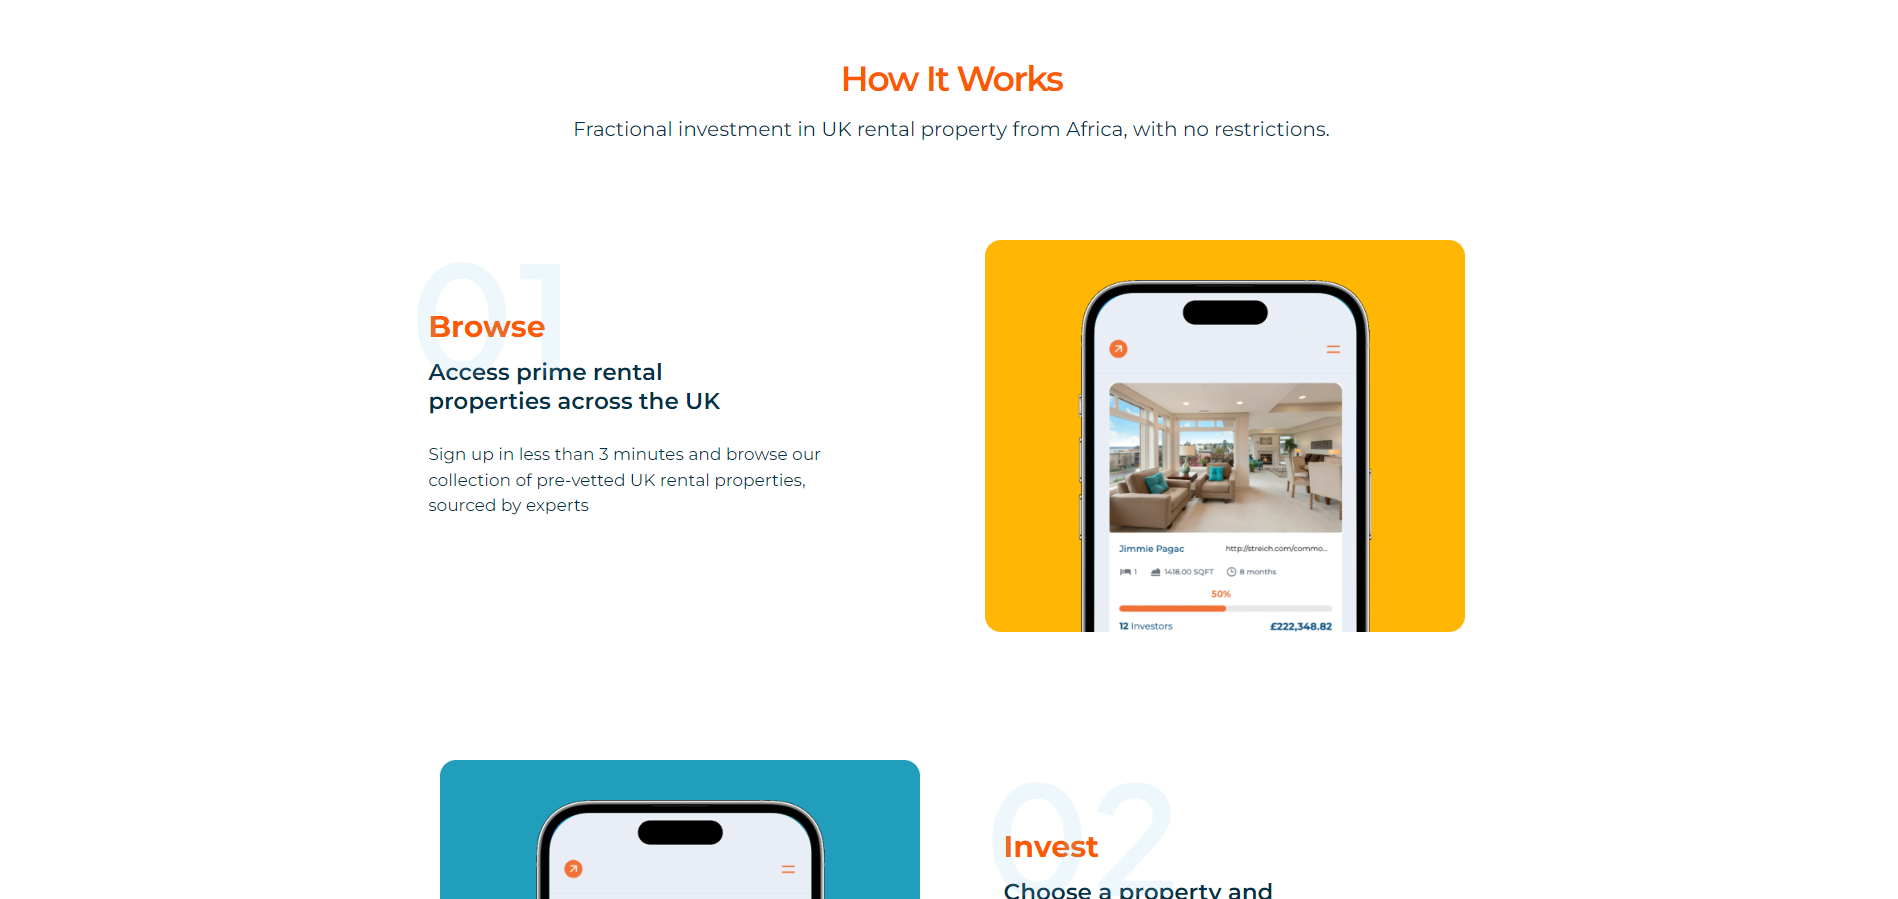 How It Works
Fractional investment in UK rental property from Africa, with no restrictions.
01
Browse
Access prime rental
properties across the UK
Sign up in less than 3 minutes and browse our
collection of pre-vetted UK rental properties,
sourced by experts
Jimmie Pagac http://streich.com/commo...
1 1418.00 SQFT 8 months
50%
12 Investors £222,348.82
02
Invest
Choose a property and